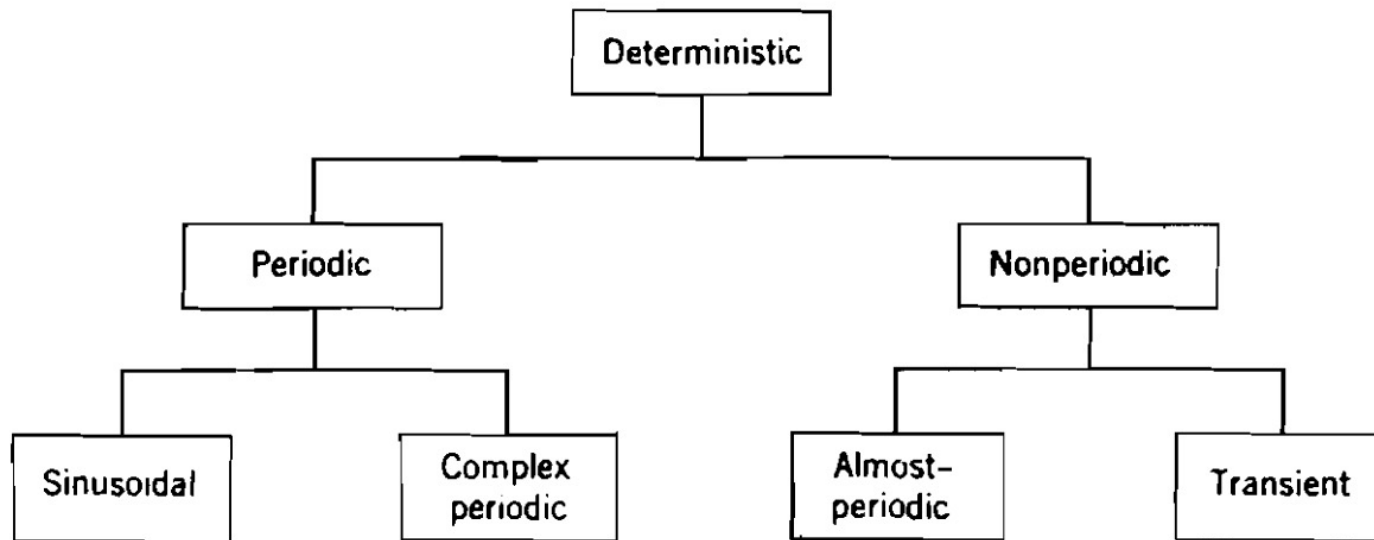 Deterministic
Periodic
Nonperiodic
Sinusoidal
Complex
periodic
Almost-
periodic
Transient